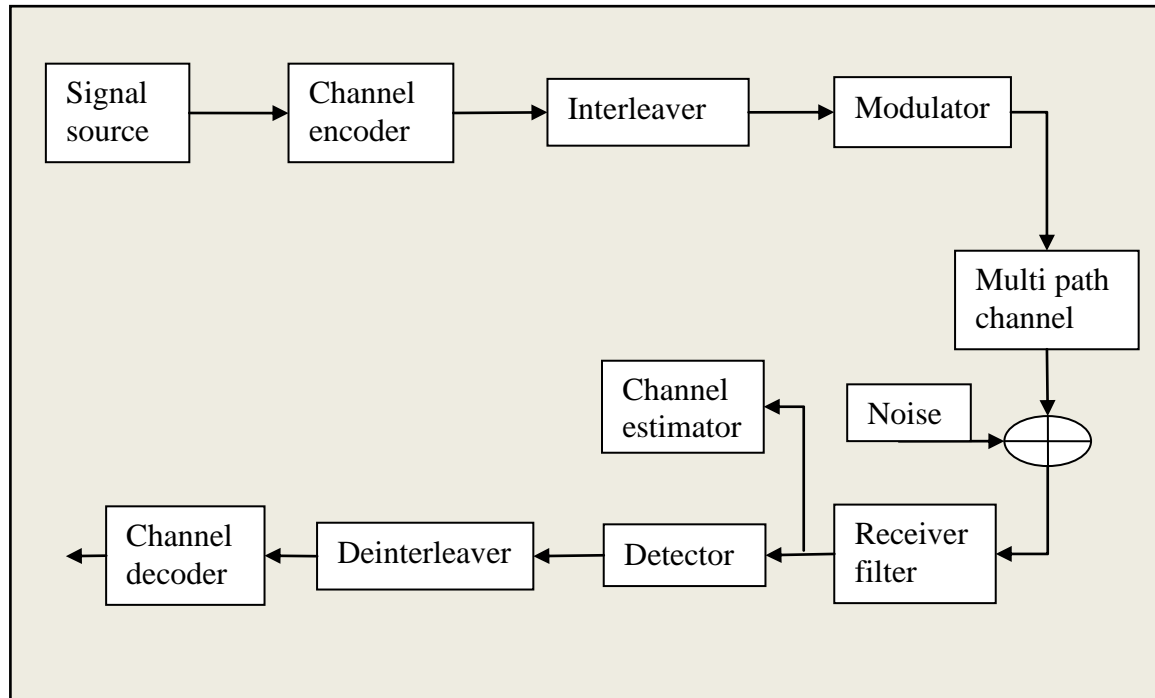 Signal
source
Channel
encoder
Interleaver
Modulator
Multi path
channel
Noise
Channel
estimator
Receiver
filter
Detector
Deinterleaver
Channel
decoder